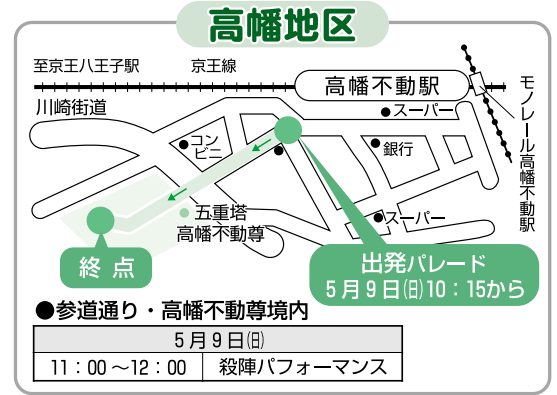 高幡地区
至京王八王子駅
京王線
高幡不動駅
川崎街道
スーパー
モノレール高幡不動駅
コン
ビニ
銀行
五重塔
高幡不動尊
スーパー
終 点
出発パレード
5月9日(日)10：15から
●参道通り・高幡不動尊境内
5月9日(日)
11：00 〜12：00 殺陣パフォーマンス